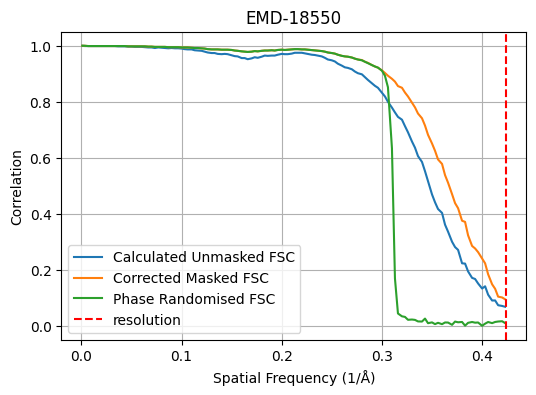 EMD-18550
Correlation
1.0
0.8
0.6
0.4
0.2
0.0
Calculated Unmasked FSC
Corrected Masked FSC
Phase Randomised FSC
resolution
0.0 0.1 0.2 0.3 0.4
Spatial Frequency (1/Å)